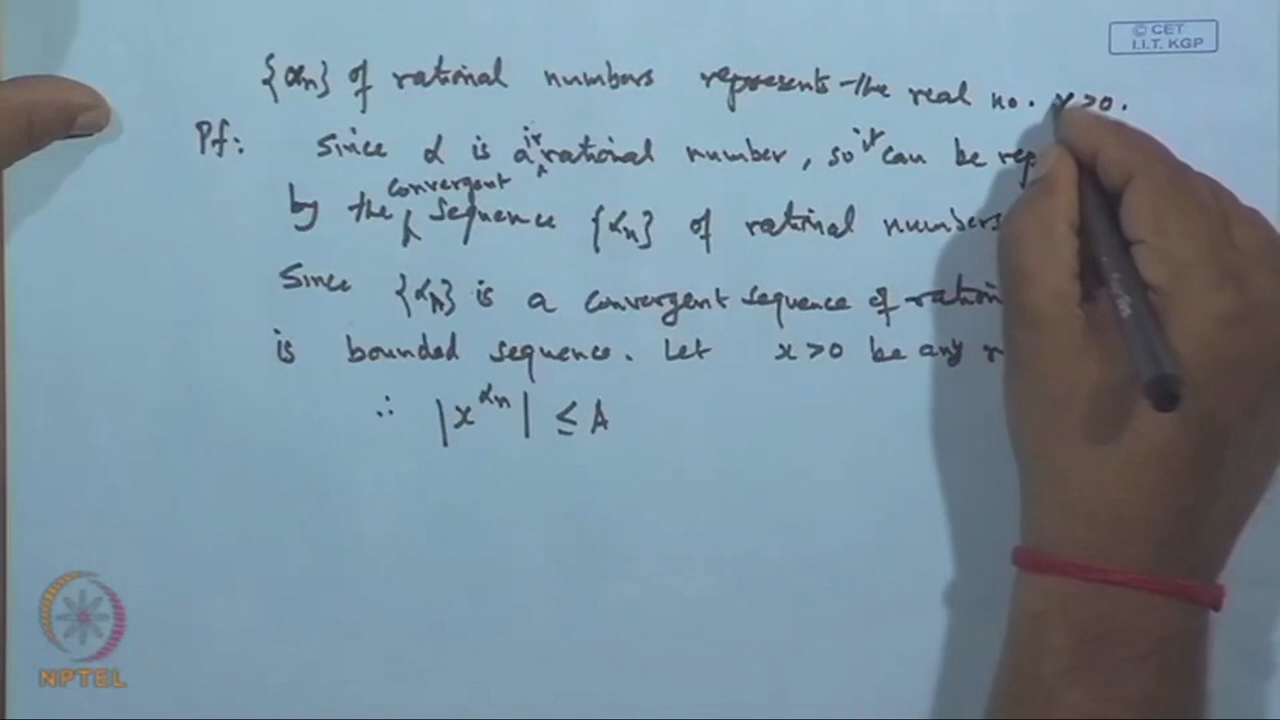 © CET
I.I.T. KGP
{αn} of rational numbers represents the real no. x>0.
Pf: Since α is a irrational number, so it can be rep
by the convergent sequence {αn} of rational numbers
Since {αn} is a convergent sequence of ration
is bounded sequence. Let x>0 be any
∴ |x^αn| ≤ A
NPTEL